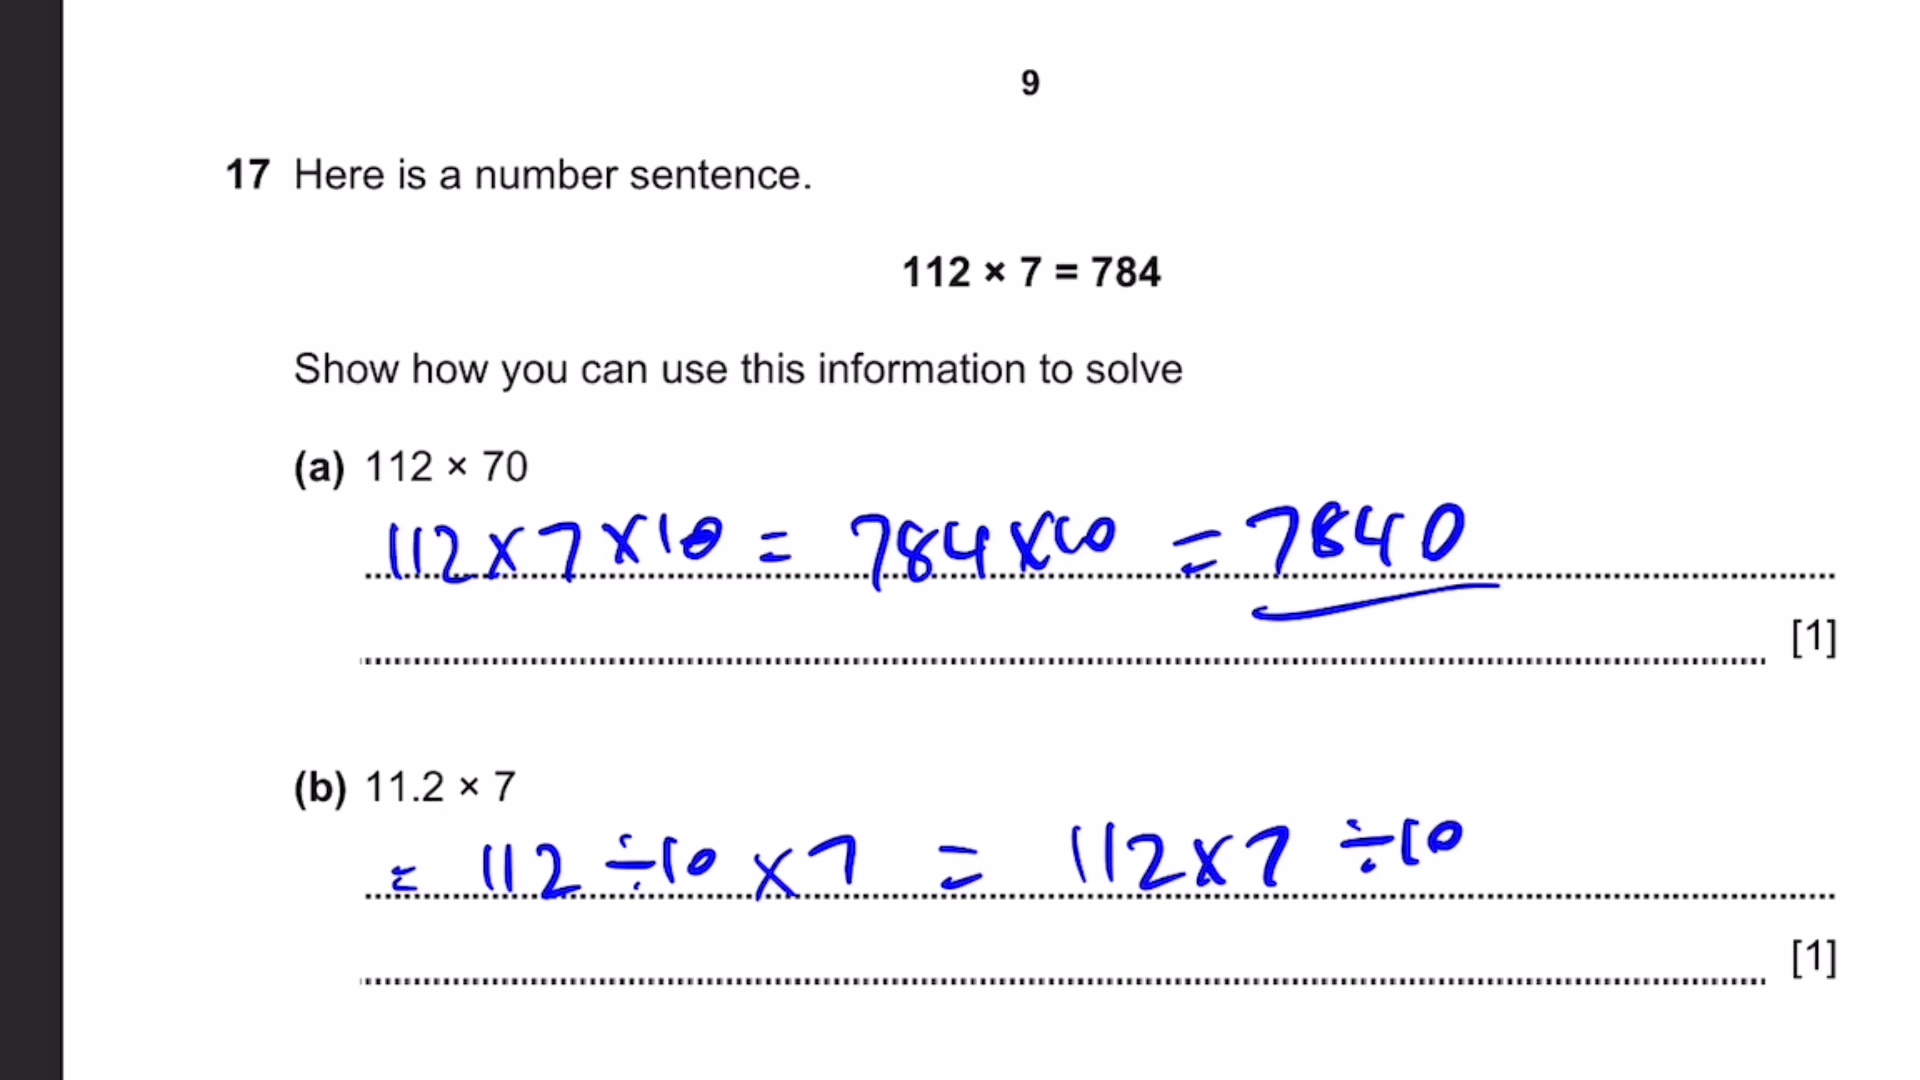 9
17 Here is a number sentence.
112 × 7 = 784
Show how you can use this information to solve
(a) 112 × 70
112 × 7 × 10 = 784 × 10 = 7840
[1]
(b) 11.2 × 7
= 112 ÷ 10 × 7 = 112 × 7 ÷ 10
[1]